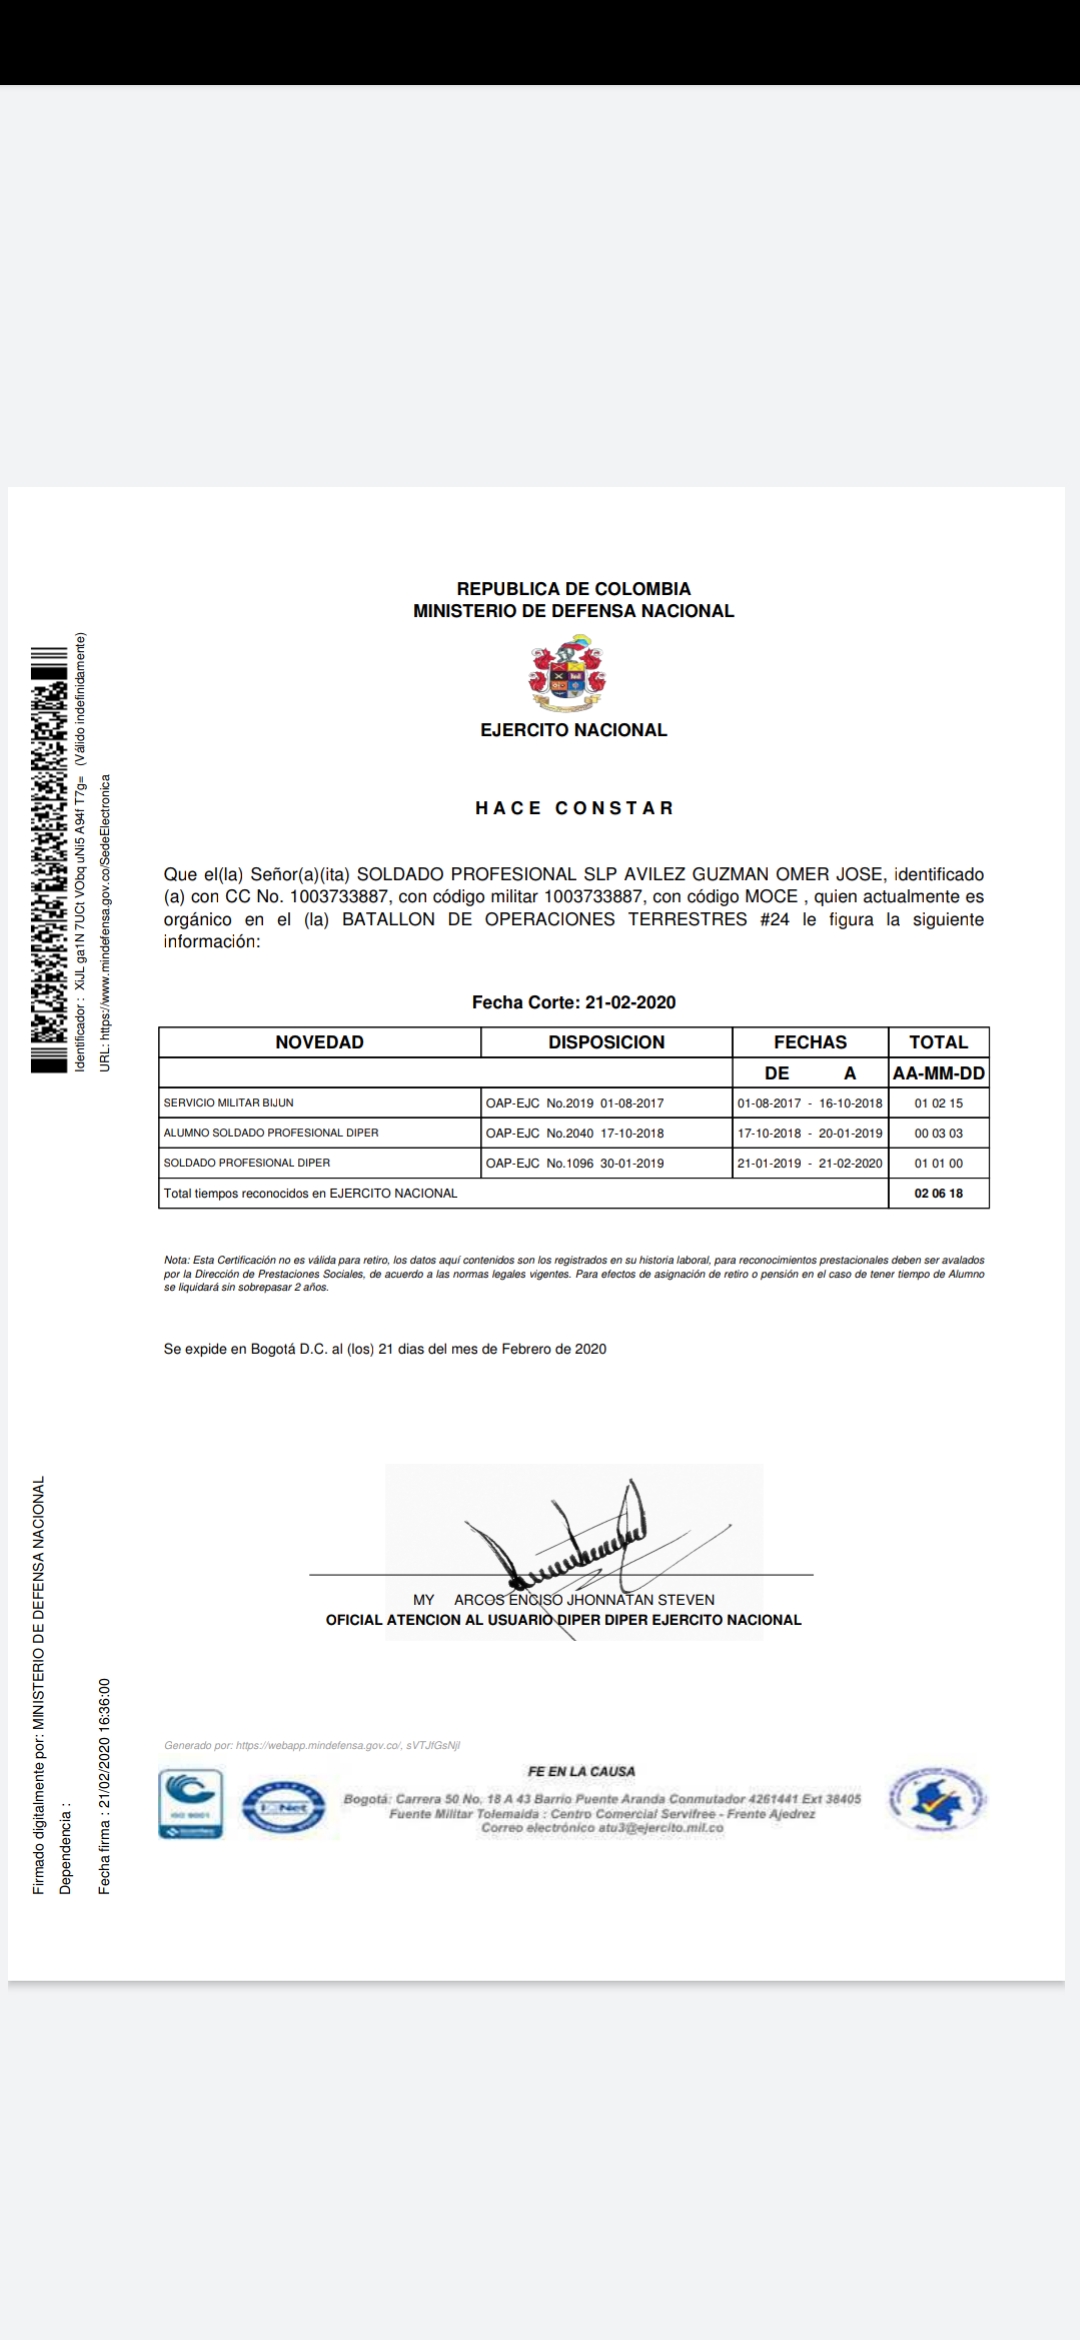 REPUBLICA DE COLOMBIA
MINISTERIO DE DEFENSA NACIONAL
EJERCITO NACIONAL
HACE CONSTAR
Que el(la) Señor(a)(ita) SOLDADO PROFESIONAL SLP AVILEZ GUZMAN OMER JOSE, identificado
(a) con CC No. 1003733887, con código militar 1003733887, con código MOCE , quien actualmente es
orgánico en el (la) BATALLON DE OPERACIONES TERRESTRES #24 le figura la siguiente
información:
Fecha Corte: 21-02-2020
NOVEDAD DISPOSICION FECHAS TOTAL
DE A AA-MM-DD
SERVICIO MILITAR BIJUN OAP-EJC No.2019 01-08-2017 01-08-2017 - 16-10-2018 01 02 15
ALUMNO SOLDADO PROFESIONAL DIPER OAP-EJC No.2040 17-10-2018 17-10-2018 - 20-01-2019 00 03 03
SOLDADO PROFESIONAL DIPER OAP-EJC No.1096 30-01-2019 21-01-2019 - 21-02-2020 01 01 00
Total tiempos reconocidos en EJERCITO NACIONAL 02 06 18
Nota: Esta Certificación no es válida para retiro, los datos aquí contenidos son los registrados en su historia laboral, para reconocimientos prestacionales deben ser avalados
por la Dirección de Prestaciones Sociales, de acuerdo a las normas legales vigentes. Para efectos de asignación de retiro o pensión en el caso de tener tiempo de Alumno
se liquidará sin sobrepasar 2 años.
Se expide en Bogotá D.C. al (los) 21 dias del mes de Febrero de 2020
MY ARCOS ENCISO JHONNATAN STEVEN
OFICIAL ATENCION AL USUARIO DIPER DIPER EJERCITO NACIONAL
Generado por: https://webapp.mindefensa.gov.co/, sVTJfGsNjl
FE EN LA CAUSA
Bogotá: Carrera 50 No. 18 A 43 Barrio Puente Aranda Conmutador 4261441 Ext 38405
Fuente Militar Tolemaida : Centro Comercial Servifree - Frente Ajedrez
Correo electrónico atu3@ejercito.mil.co
ISO 9001
IQNet
Identificador : XiJL ga1N 7UCt VObq uNi5 A94f T7g= (Válido indefinidamente)
URL: https://www.mindefensa.gov.co/SedeElectronica
Firmado digitalmente por: MINISTERIO DE DEFENSA NACIONAL
Dependencia :
Fecha firma : 21/02/2020 16:36:00